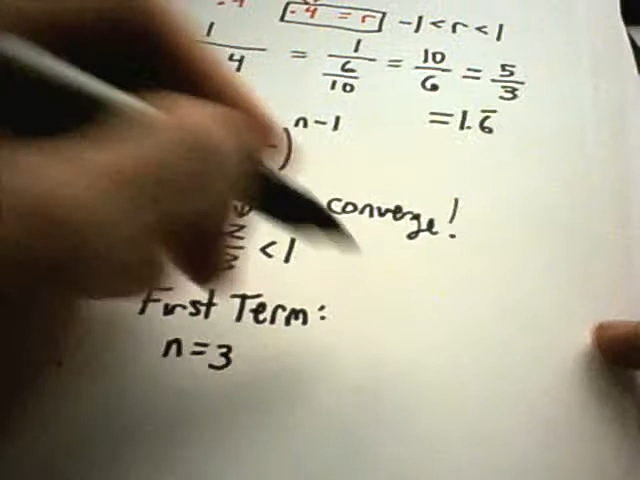 .4 .4 = r -1 < r < 1
1 / 4 = 1 / (6/10) = 10/6 = 5/3
) n-1 = 1.6̅
converge!
< 1
First Term:
n = 3